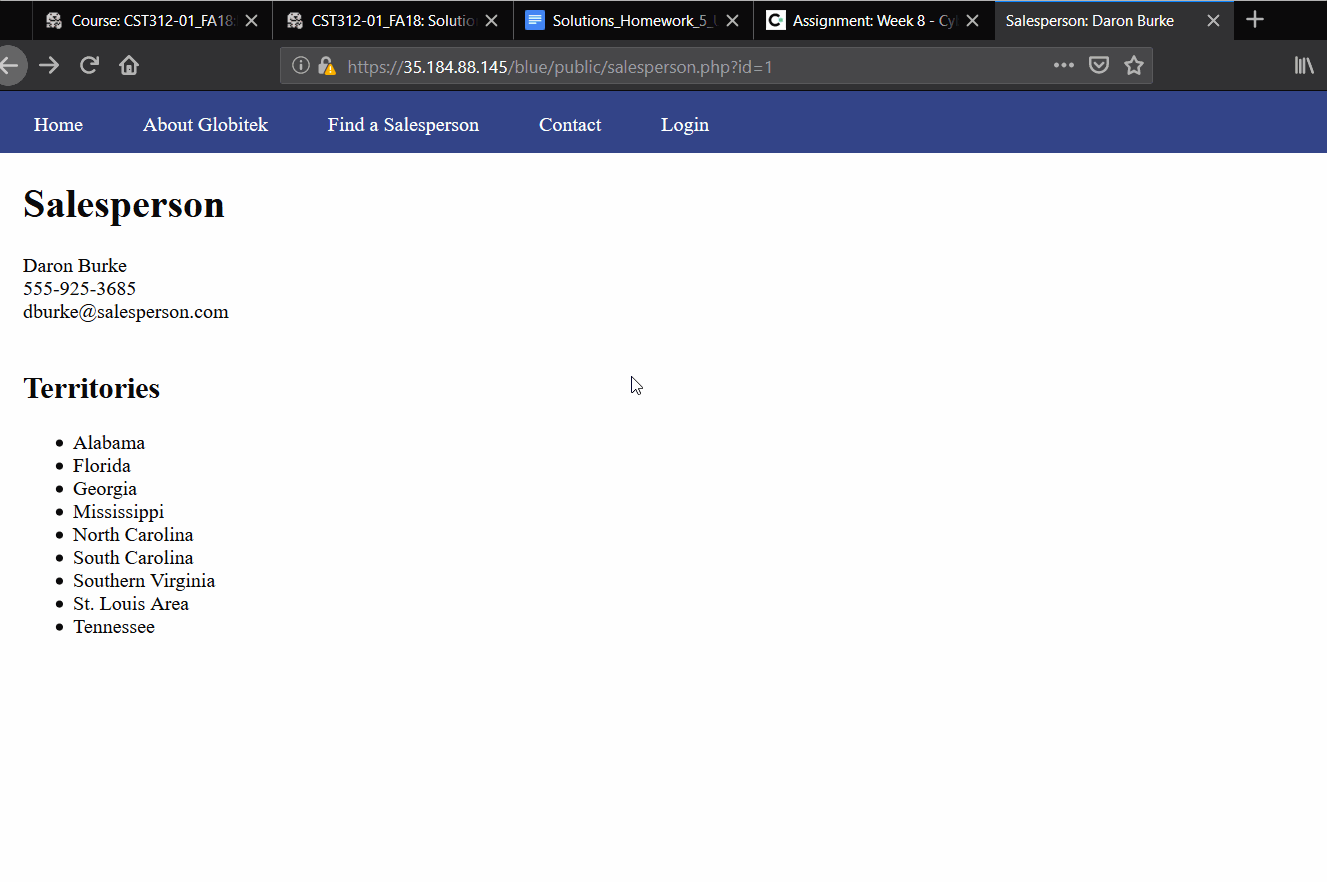 Course: CST312-01_FA18:
CST312-01_FA18: Solutio
Solutions_Homework_5_
Assignment: Week 8 - Cy
Salesperson: Daron Burke
https://35.184.88.145/blue/public/salesperson.php?id=1
Home About Globitek Find a Salesperson Contact Login
Salesperson
Daron Burke
555-925-3685
dburke@salesperson.com
Territories
Alabama
Florida
Georgia
Mississippi
North Carolina
South Carolina
Southern Virginia
St. Louis Area
Tennessee